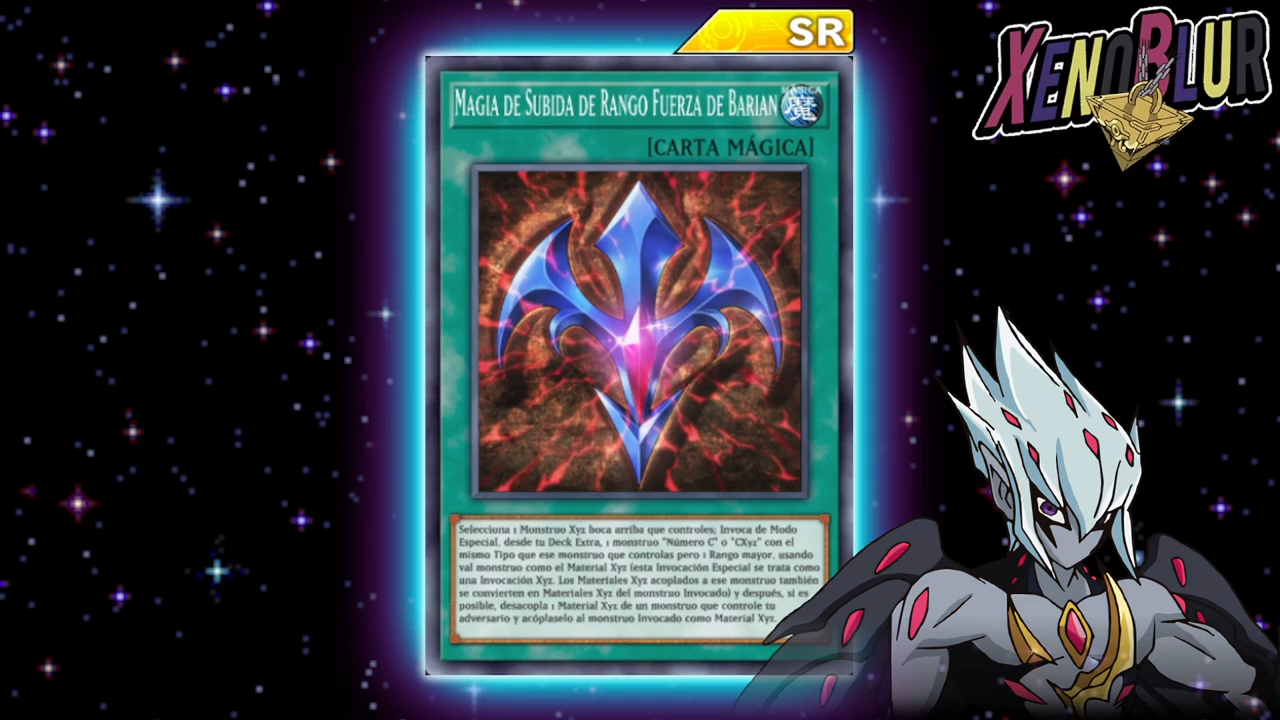 SR
XENOBLUR
MAGIA DE SUBIDA DE RANGO FUERZA DE BARIAN
MÁGICA
魔
[CARTA MÁGICA]
Selecciona 1 Monstruo Xyz boca arriba que controles; Invoca de Modo
Especial, desde tu Deck Extra, 1 monstruo "Número C" o "CXyz" con el
mismo Tipo que ese monstruo que controlas pero 1 Rango mayor, usando
val monstruo como el Material Xyz (esta Invocación Especial se trata como
una Invocación Xyz. Los Materiales Xyz acoplados a ese monstruo también
se convierten en Materiales Xyz del monstruo Invocado) y después, si es
posible, desacopla 1 Material Xyz de un monstruo que controle tu
adversario y acóplaselo al monstruo Invocado como Material Xyz.